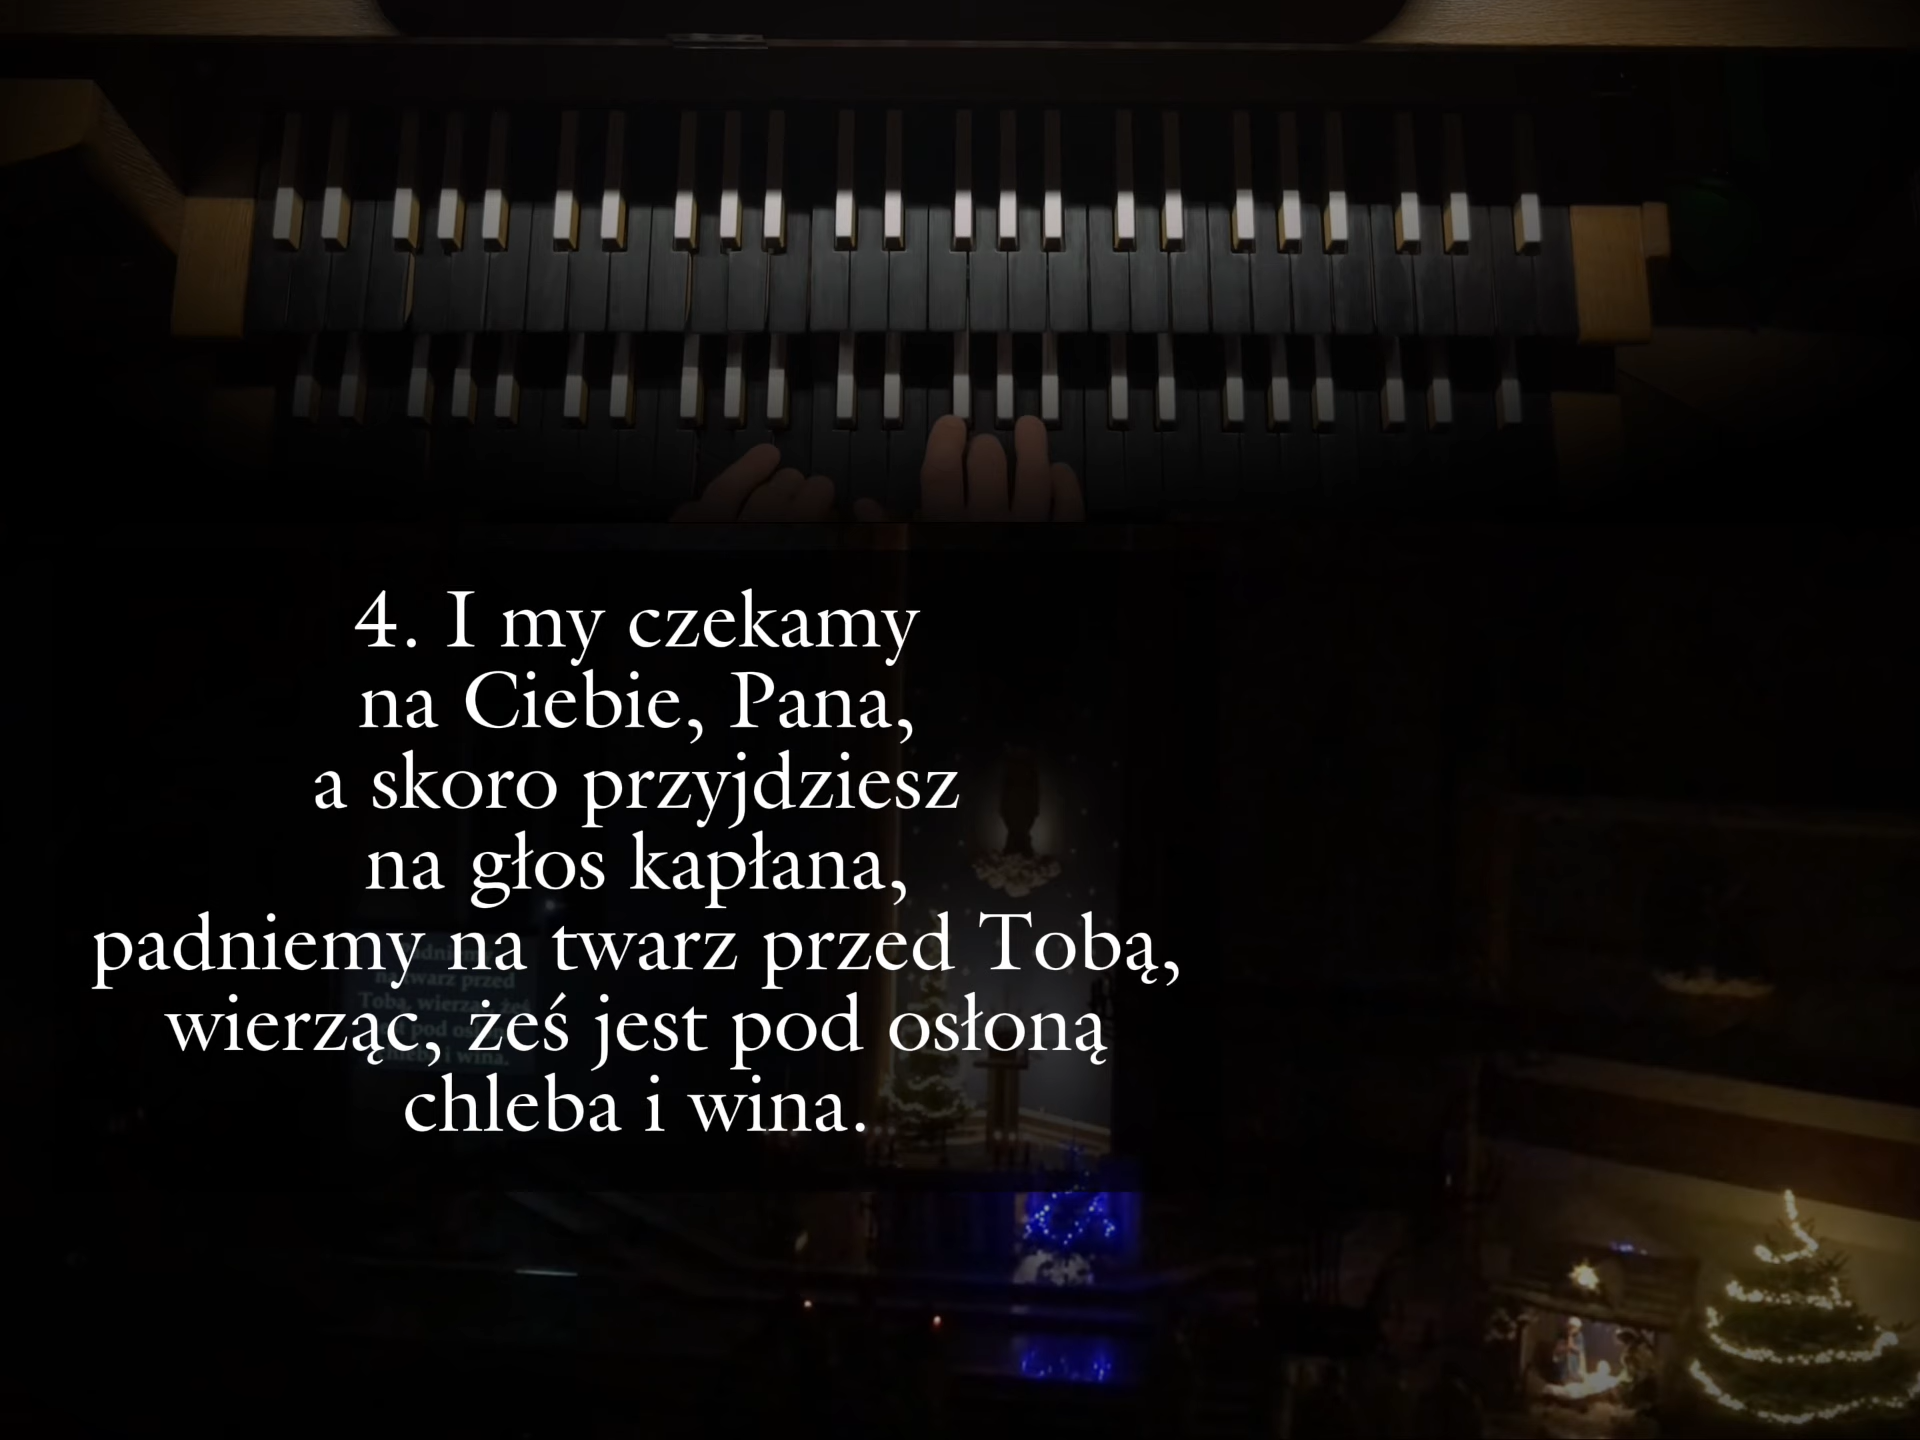 4. I my czekamy
na Ciebie, Pana,
a skoro przyjdziesz
na głos kapłana,
padniemy na twarz przed Tobą,
wierząc, żeś jest pod osłoną
chleba i wina.